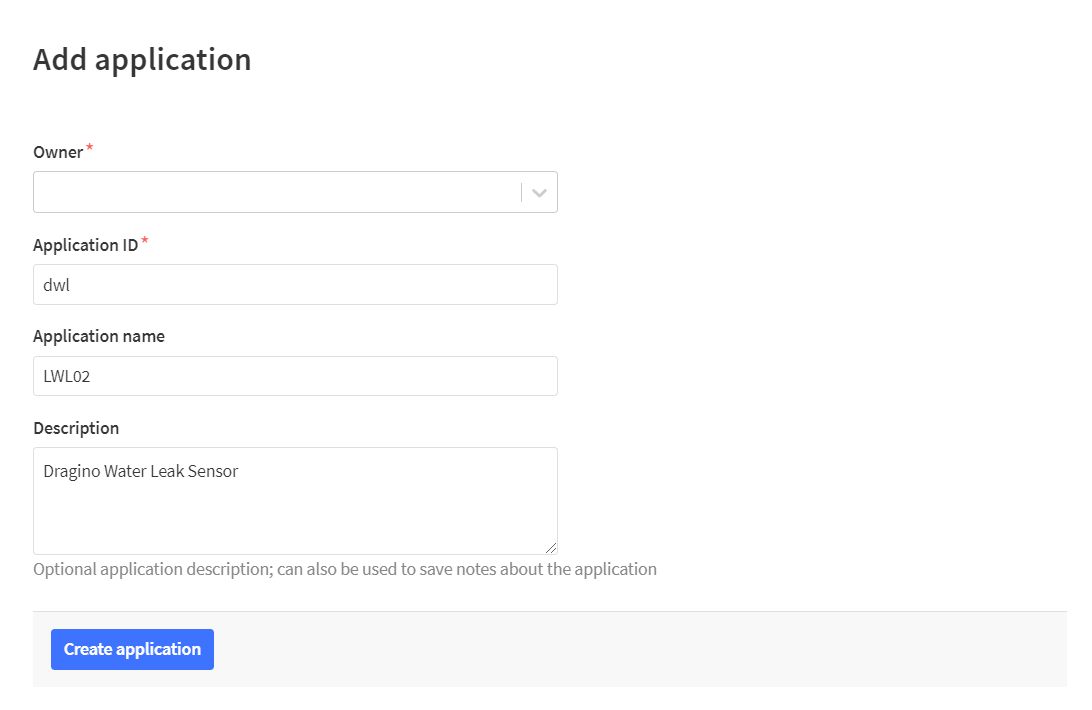 Add application
Owner*
Application ID*
dwl
Application name
LWL02
Description
Dragino Water Leak Sensor
Optional application description; can also be used to save notes about the application
Create application